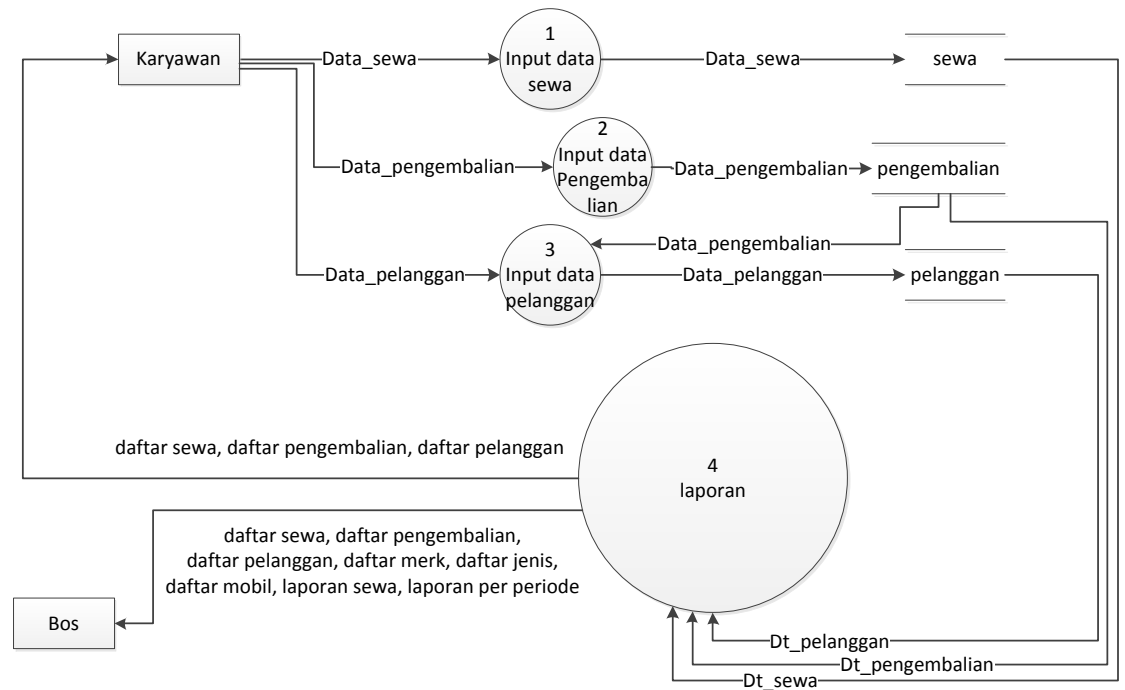 Karyawan
Data_sewa
1
Input data
sewa
Data_sewa
sewa
Data_pengembalian
2
Input data
Pengemba
lian
Data_pengembalian
pengembalian
Data_pengembalian
Data_pelanggan
3
Input data
pelanggan
Data_pelanggan
pelanggan
daftar sewa, daftar pengembalian, daftar pelanggan
4
laporan
daftar sewa, daftar pengembalian,
daftar pelanggan, daftar merk, daftar jenis,
daftar mobil, laporan sewa, laporan per periode
Bos
Dt_pelanggan
Dt_pengembalian
Dt_sewa